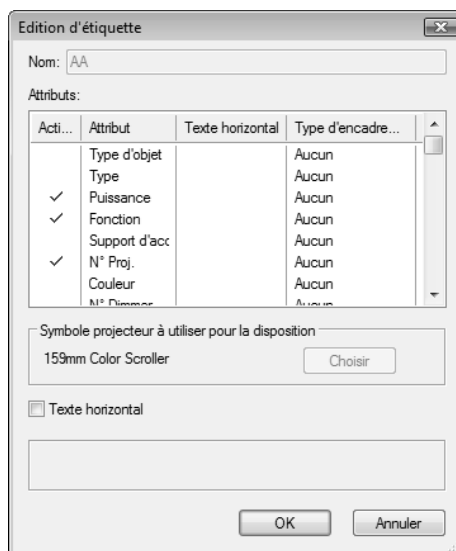 Edition d'étiquette
Nom: AA
Attributs:
Acti... Attribut Texte horizontal Type d'encadre...
Type d'objet Aucun
Type Aucun
Puissance Aucun
Fonction Aucun
Support d'acc Aucun
N° Proj. Aucun
Couleur Aucun
N° Dimmer Aucun
Symbole projecteur à utiliser pour la disposition
159mm Color Scroller Choisir
Texte horizontal
OK Annuler